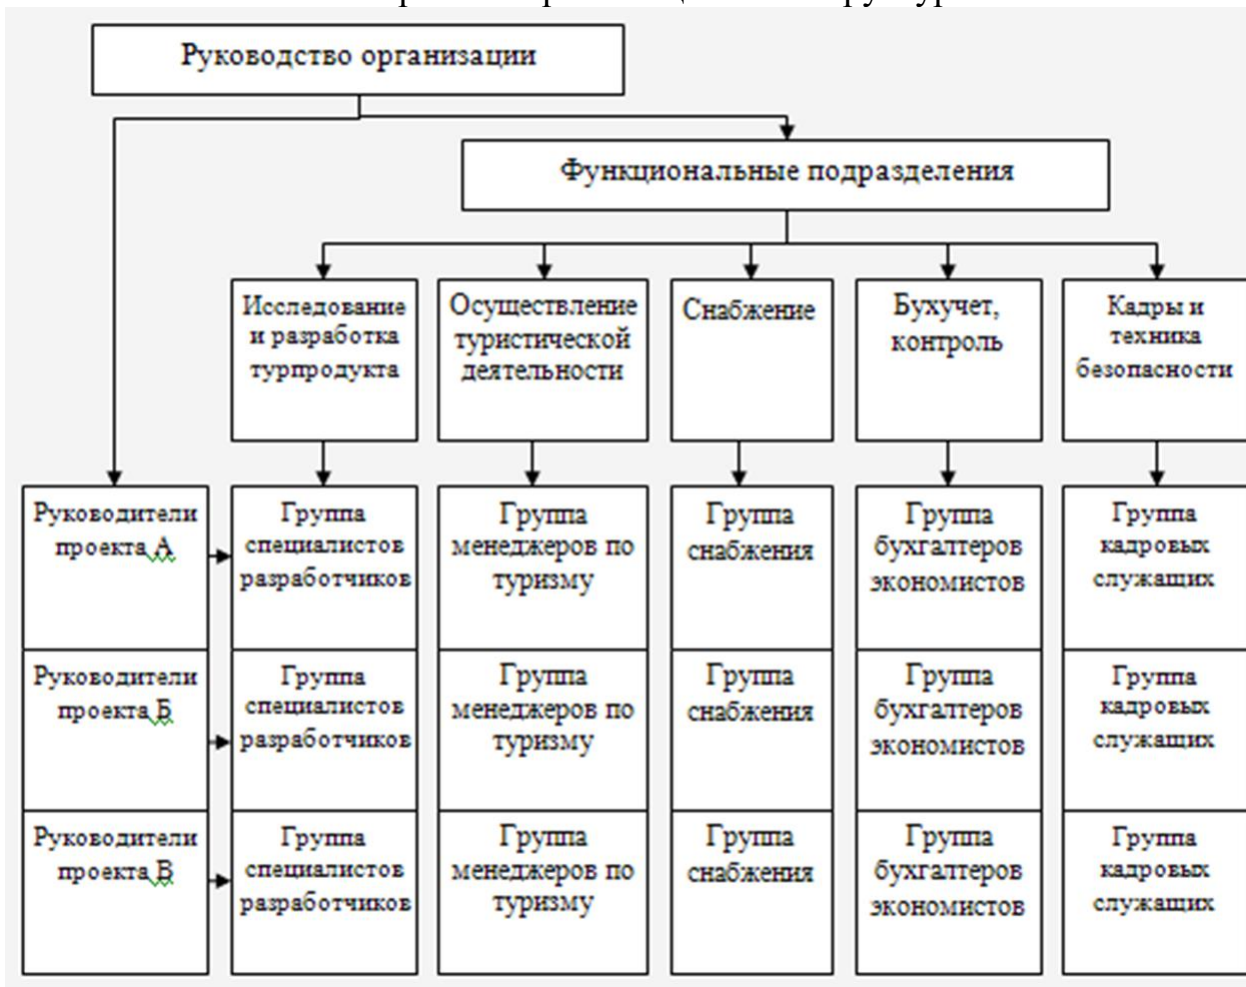 Руководство организации
Функциональные подразделения
Исследование
и разработка
турпродукта
Осуществление
туристической
деятельности
Снабжение
Бухучет,
контроль
Кадры и
техника
безопасности
Руководители
проекта А
Группа
специалистов
разработчиков
Группа
менеджеров по
туризму
Группа
снабжения
Группа
бухгалтеров
экономистов
Группа
кадровых
служащих
Руководители
проекта Б
Группа
специалистов
разработчиков
Группа
менеджеров по
туризму
Группа
снабжения
Группа
бухгалтеров
экономистов
Группа
кадровых
служащих
Руководители
проекта В
Группа
специалистов
разработчиков
Группа
менеджеров по
туризму
Группа
снабжения
Группа
бухгалтеров
экономистов
Группа
кадровых
служащих